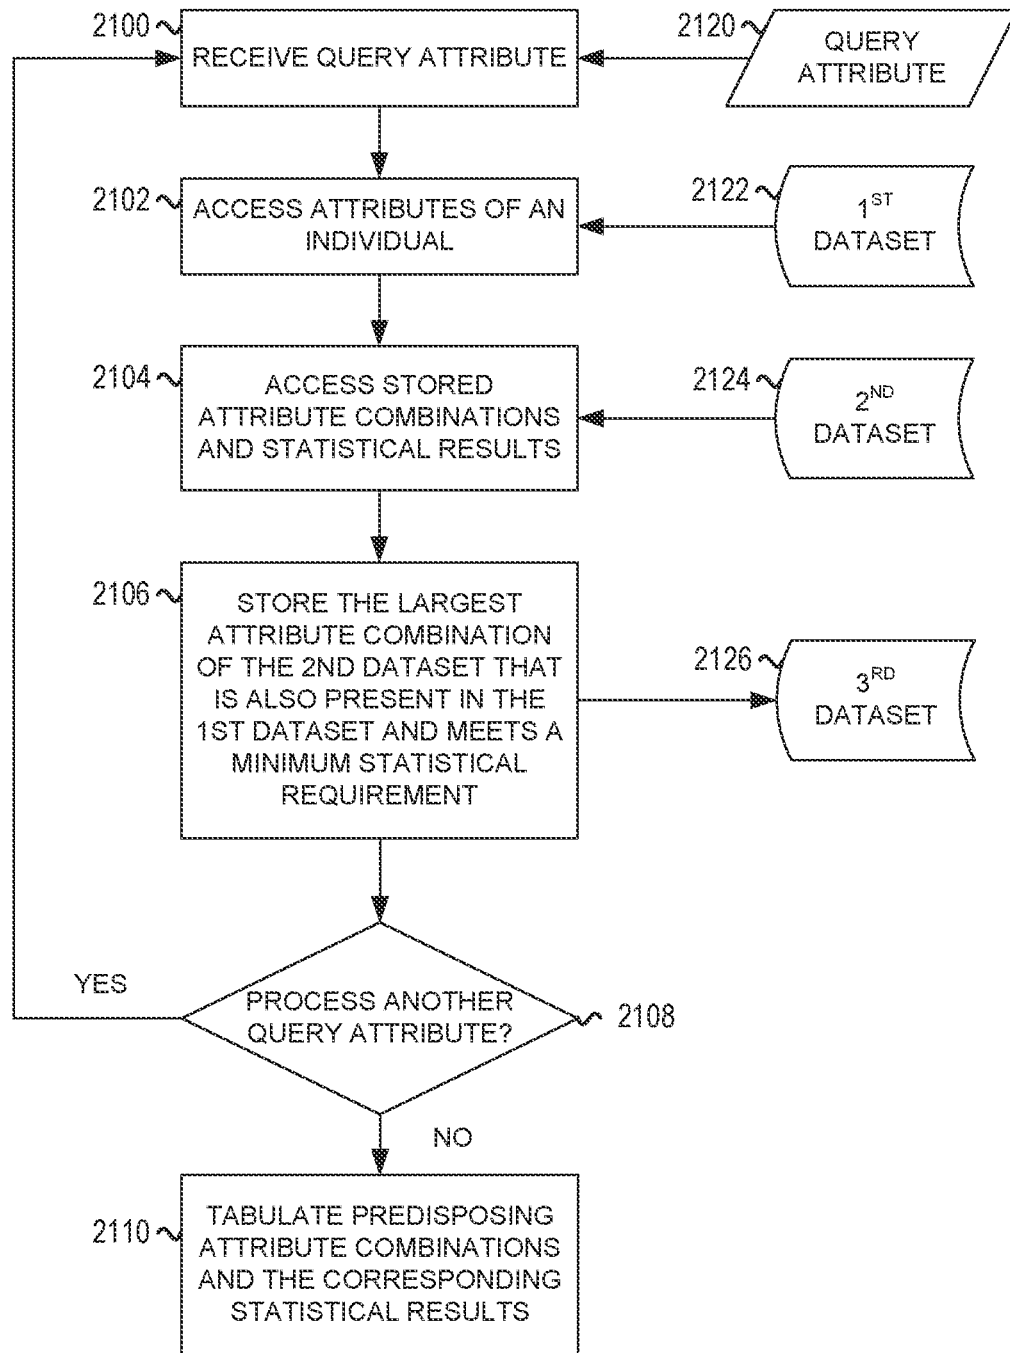 2100
RECEIVE QUERY ATTRIBUTE
2120
QUERY
ATTRIBUTE
2102
ACCESS ATTRIBUTES OF AN
INDIVIDUAL
2122
1ST
DATASET
2104
ACCESS STORED
ATTRIBUTE COMBINATIONS
AND STATISTICAL RESULTS
2124
2ND
DATASET
2106
STORE THE LARGEST
ATTRIBUTE COMBINATION
OF THE 2ND DATASET THAT
IS ALSO PRESENT IN THE
1ST DATASET AND MEETS A
MINIMUM STATISTICAL
REQUIREMENT
2126
3RD
DATASET
YES
PROCESS ANOTHER
QUERY ATTRIBUTE?
2108
NO
2110
TABULATE PREDISPOSING
ATTRIBUTE COMBINATIONS
AND THE CORRESPONDING
STATISTICAL RESULTS